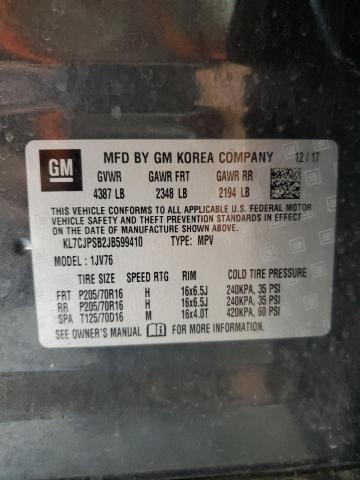 GM
MFD BY GM KOREA COMPANY 12/17
GVWR GAWR FRT GAWR RR
4387 LB 2348 LB 2194 LB
THIS VEHICLE CONFORMS TO ALL APPLICABLE
U.S. FEDERAL MOTOR VEHICLE SAFETY
STANDARDS IN EFFECT ON THE DATE OF
MANUFACTURE SHOWN ABOVE.
KL7CJPSB2JB599410 TYPE: MPV
MODEL : 1JV76
TIRE SIZE SPEED RTG RIM COLD TIRE PRESSURE
FRT P205/70R16 H 16x6.5J 240KPA, 35 PSI
RR P205/70R16 H 16x6.5J 240KPA, 35 PSI
SPA T125/70D16 M 16x4.0T 420KPA, 60 PSI
SEE OWNER'S MANUAL FOR MORE INFORMATION.